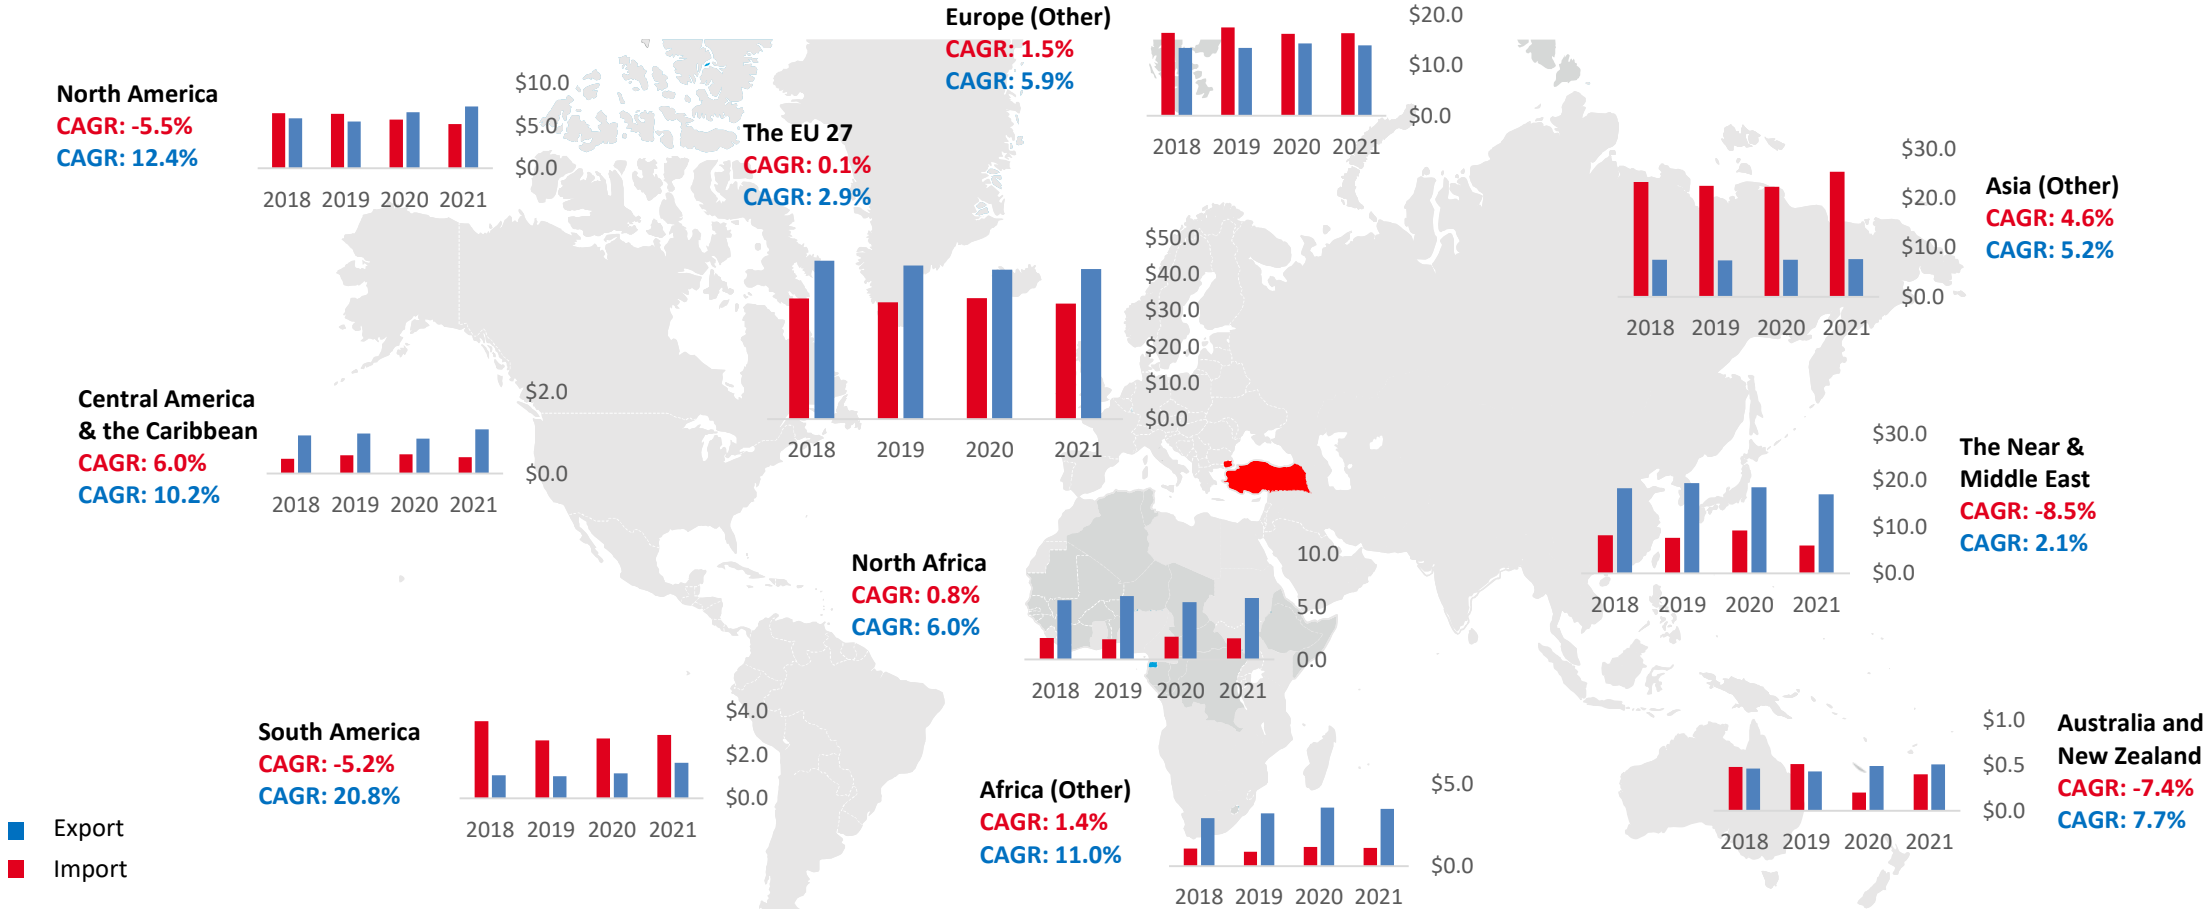 Europe (Other)
CAGR: 1.5%
CAGR: 5.9%
$20.0
$10.0
$0.0
2018 2019 2020 2021
North America
CAGR: -5.5%
CAGR: 12.4%
$10.0
$5.0
$0.0
2018 2019 2020 2021
The EU 27
CAGR: 0.1%
CAGR: 2.9%
$50.0
$40.0
$30.0
$20.0
$10.0
$0.0
2018 2019 2020 2021
$30.0
$20.0
$10.0
$0.0
2018 2019 2020 2021
Asia (Other)
CAGR: 4.6%
CAGR: 5.2%
Central America
& the Caribbean
CAGR: 6.0%
CAGR: 10.2%
$2.0
$0.0
2018 2019 2020 2021
$30.0
$20.0
$10.0
$0.0
2018 2019 2020 2021
The Near &
Middle East
CAGR: -8.5%
CAGR: 2.1%
North Africa
CAGR: 0.8%
CAGR: 6.0%
10.0
5.0
0.0
2018 2019 2020 2021
South America
CAGR: -5.2%
CAGR: 20.8%
$4.0
$2.0
$0.0
2018 2019 2020 2021
Africa (Other)
CAGR: 1.4%
CAGR: 11.0%
$5.0
$0.0
2018 2019 2020 2021
$1.0
$0.5
$0.0
2018 2019 2020 2021
Australia and
New Zealand
CAGR: -7.4%
CAGR: 7.7%
Export
Import